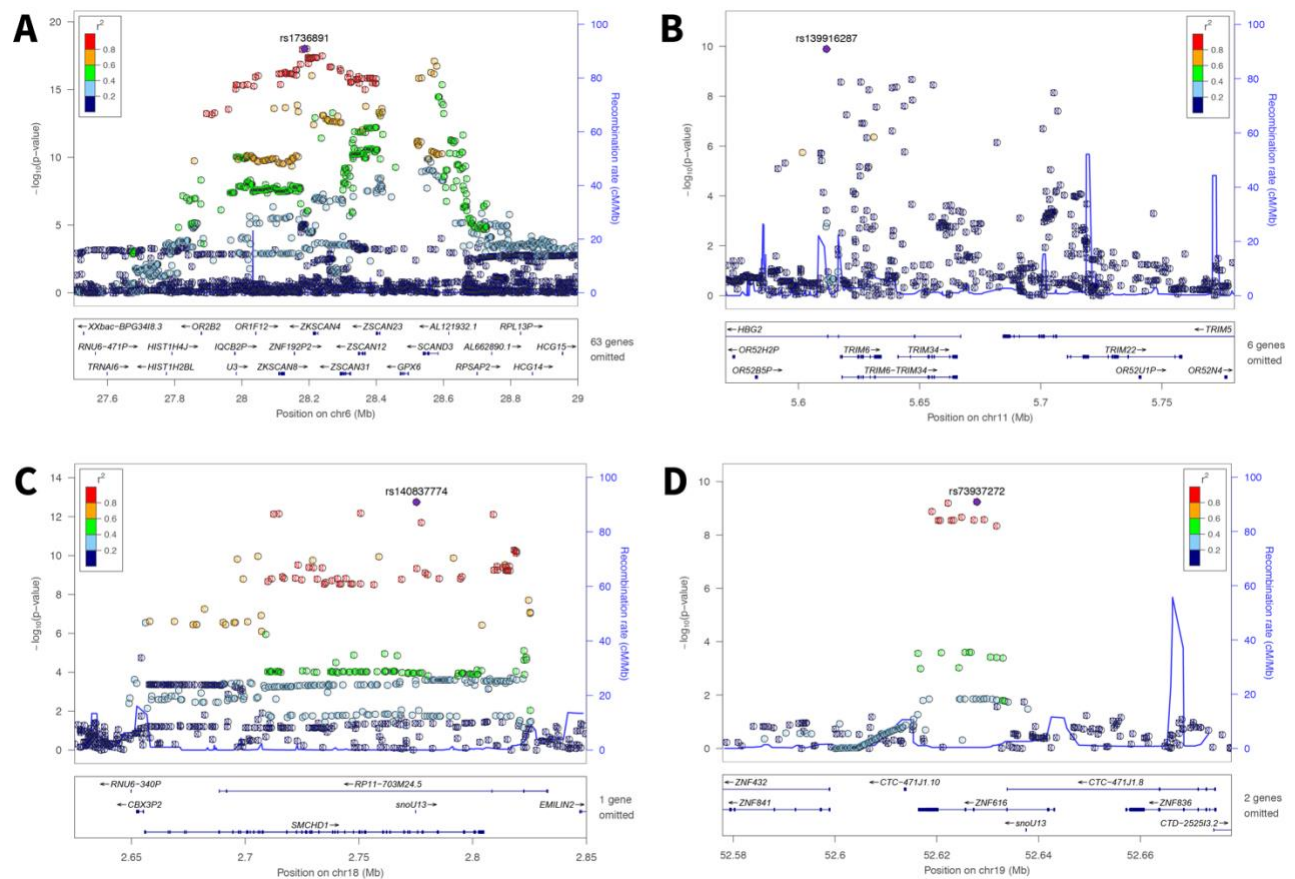 A
r²
0.8
0.6
0.4
0.2
rs1736891
−log₁₀(p−value)
20
15
10
5
0
Recombination rate (cM/Mb)
100
80
60
40
20
0
←XXbac−BPG34I8.3 ←OR2B2 OR1F12→ ←ZKSCAN4 ←ZSCAN23 ←AL121932.1 RPL13P→
RNU6−471P→ HIST1H4J→ IQCB2P→ ZNF192P2→ ←ZSCAN12 ←SCAND3 AL662890.1→ HCG15→
TRNAI6→ ←HIST1H2BL U3→ ZKSCAN8→ ←ZSCAN31 ←GPX6 RPSAP2→ HCG14→
63 genes
omitted
27.6 27.8 28 28.2 28.4 28.6 28.8 29
Position on chr6 (Mb)
B
r²
0.8
0.6
0.4
0.2
rs139916287
−log₁₀(p−value)
10
8
6
4
2
0
Recombination rate (cM/Mb)
100
80
60
40
20
0
←HBG2 ←TRIM5
←OR52H2P TRIM6→ TRIM34→ TRIM22→
OR52B5P→ TRIM6−TRIM34→ OR52U1P→ OR52N4→
6 genes
omitted
5.6 5.65 5.7 5.75
Position on chr11 (Mb)
C
r²
0.8
0.6
0.4
0.2
rs140837774
−log₁₀(p−value)
14
12
10
8
6
4
2
0
Recombination rate (cM/Mb)
100
80
60
40
20
0
←RNU6−340P ←RP11−703M24.5
←CBX3P2 snoU13→ EMILIN2→
SMCHD1→
1 gene
omitted
2.65 2.7 2.75 2.8 2.85
Position on chr18 (Mb)
D
r²
0.8
0.6
0.4
0.2
rs73937272
−log₁₀(p−value)
10
8
6
4
2
0
Recombination rate (cM/Mb)
100
80
60
40
20
0
←ZNF432 ←CTC−471J1.10 ←CTC−471J1.8
←ZNF841 ←ZNF616 ←ZNF836
←snoU13 CTD−2525I3.2→
2 genes
omitted
52.58 52.6 52.62 52.64 52.66
Position on chr19 (Mb)